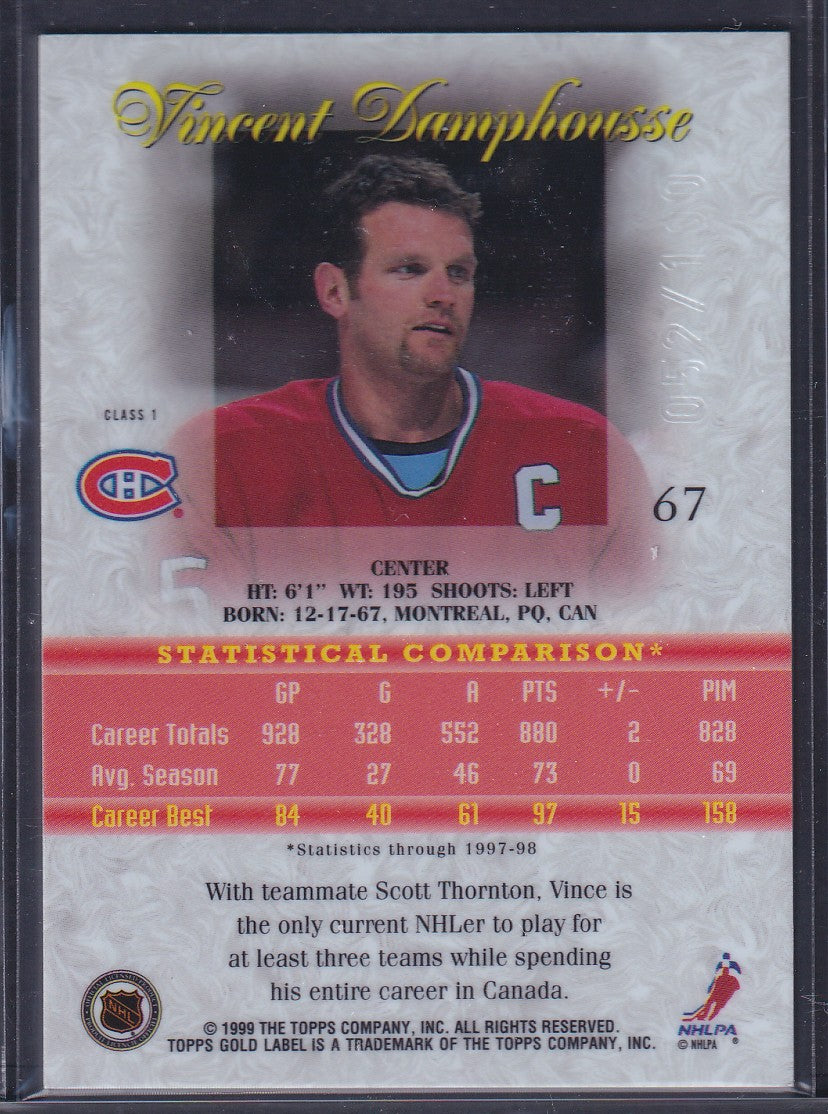 Vincent Damphousse
052//100
CLASS 1
CH
C
67
5
CENTER
HT: 6'1" WT: 195 SHOOTS: LEFT
BORN: 12-17-67, MONTREAL, PQ, CAN
STATISTICAL COMPARISON*
GP G A PTS +/- PIM
Career Totals 928 328 552 880 2 828
Avg. Season 77 27 46 73 0 69
Career Best 84 40 61 97 15 158
*Statistics through 1997-98
With teammate Scott Thornton, Vince is
the only current NHLer to play for
at least three teams while spending
his entire career in Canada.
NHL
© 1999 THE TOPPS COMPANY, INC. ALL RIGHTS RESERVED.
TOPPS GOLD LABEL IS A TRADEMARK OF THE TOPPS COMPANY, INC.
NHLPA
© NHLPA ®